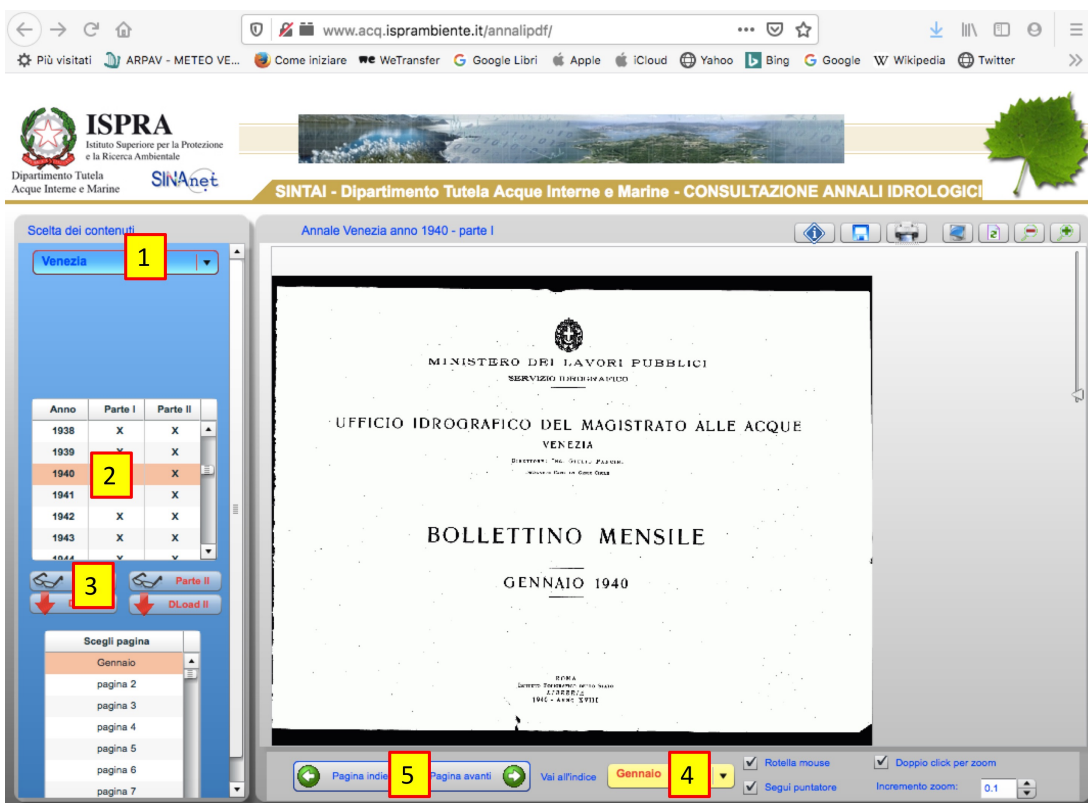 www.acq.isprambiente.it/annalipdf/
Più visitati ARPAV - METEO VE... Come iniziare we WeTransfer Google Libri Apple iCloud Yahoo Bing Google Wikipedia Twitter
ISPRA
Istituto Superiore per la Protezione
e la Ricerca Ambientale
Dipartimento Tutela
Acque Interne e Marine
SINAnet
SINTAI - Dipartimento Tutela Acque Interne e Marine - CONSULTAZIONE ANNALI IDROLOGICI
Scelta dei contenuti
Annale Venezia anno 1940 - parte I
Venezia
1
MINISTERO DEI LAVORI PUBBLICI
SERVIZIO IDROGRAFICO
UFFICIO IDROGRAFICO DEL MAGISTRATO ALLE ACQUE
VENEZIA
BOLLETTINO MENSILE
GENNAIO 1940
ROMA
1940 - ANNO XVIII
Anno Parte I Parte II
1938 X X
1939 X
1940 X
1941 X
1942 X X
1943 X X
1944 X X
2
3
Parte II
DLoad II
Scegli pagina
Gennaio
pagina 2
pagina 3
pagina 4
pagina 5
pagina 6
pagina 7
Pagina indie
5
Pagina avanti
Vai all'indice
Gennaio
4
Rotella mouse
Segui puntatore
Doppio click per zoom
Incremento zoom: 0.1